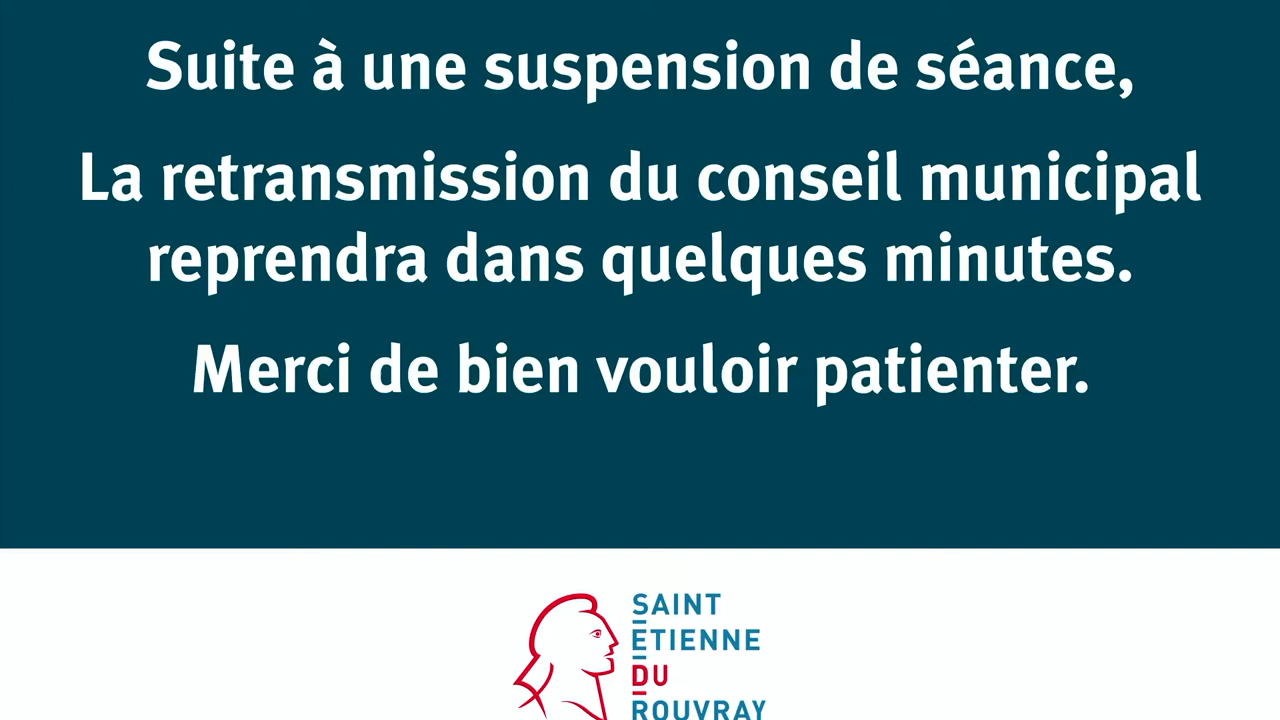 Suite à une suspension de séance,
La retransmission du conseil municipal
reprendra dans quelques minutes.
Merci de bien vouloir patienter.
SAINT
ETIENNE
DU
ROUVRAY